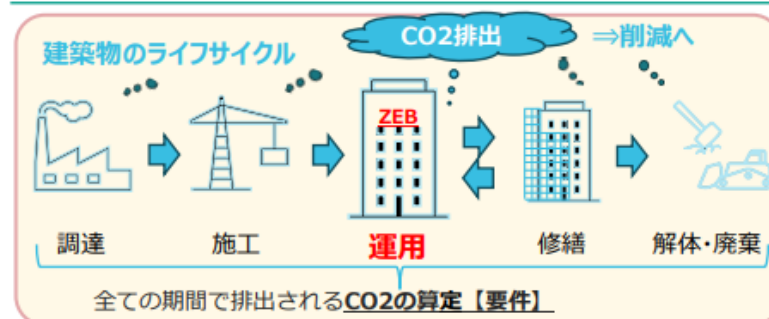 CO2排出 ⇒削減へ
建築物のライフサイクル
ZEB
調達 施工 運用 修繕 解体・廃棄
全ての期間で排出されるCO2の算定【要件】